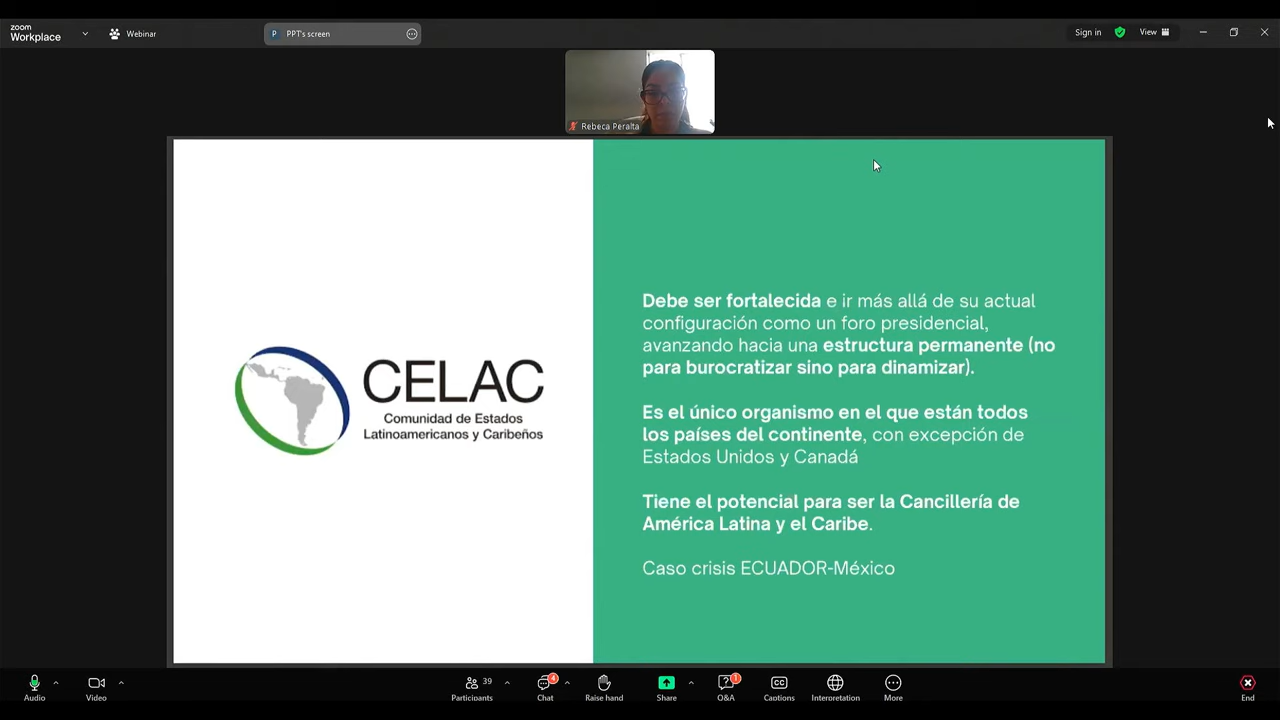 zoom
Workplace
Webinar
P PPT's screen
Sign in
View
Rebeca Peralta
CELAC
Comunidad de Estados
Latinoamericanos y Caribeños
Debe ser fortalecida e ir más allá de su actual
configuración como un foro presidencial,
avanzando hacia una estructura permanente (no
para burocratizar sino para dinamizar).
Es el único organismo en el que están todos
los países del continente, con excepción de
Estados Unidos y Canadá
Tiene el potencial para ser la Cancillería de
América Latina y el Caribe.
Caso crisis ECUADOR-México
Audio
Video
39
Participants
4
Chat
Raise hand
Share
1
Q&A
CC
Captions
Interpretation
More
End